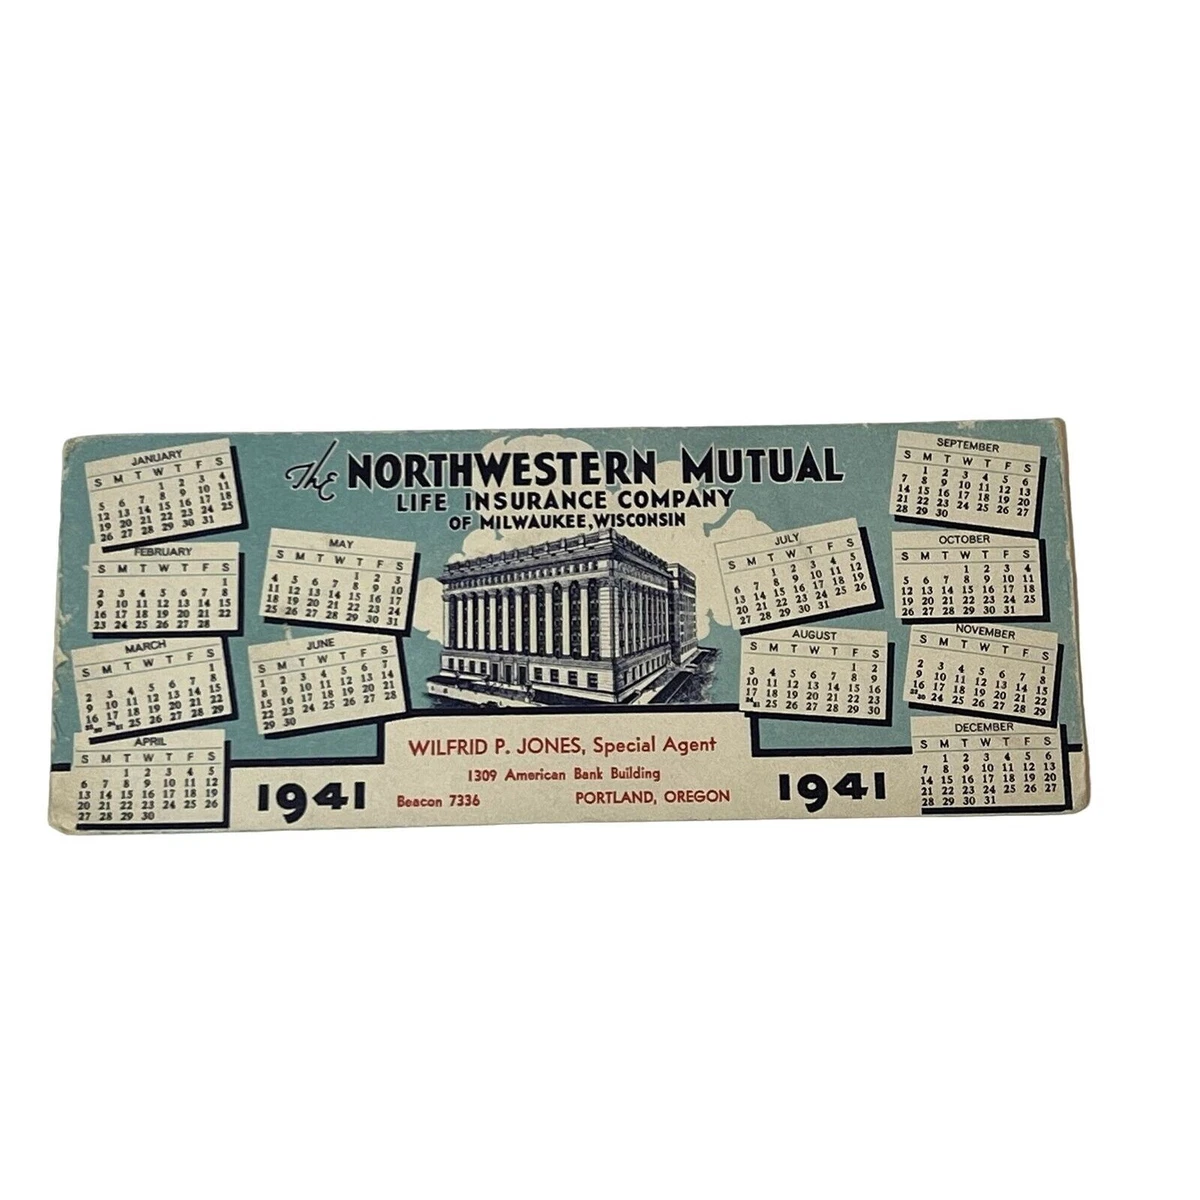 The NORTHWESTERN MUTUAL
LIFE INSURANCE COMPANY
OF MILWAUKEE, WISCONSIN
JANUARY
S M T W T F S
1 2 3 4
5 6 7 8 9 10 11
12 13 14 15 16 17 18
19 20 21 22 23 24 25
26 27 28 29 30 31
FEBRUARY
S M T W T F S
1
2 3 4 5 6 7 8
9 10 11 12 13 14 15
16 17 18 19 20 21 22
23 24 25 26 27 28
MARCH
S M T W T F S
1
2 3 4 5 6 7 8
9 10 11 12 13 14 15
16 17 18 19 20 21 22
23 30 24 31 25 26 27 28 29
APRIL
S M T W T F S
1 2 3 4 5
6 7 8 9 10 11 12
13 14 15 16 17 18 19
20 21 22 23 24 25 26
27 28 29 30
MAY
S M T W T F S
1 2 3
4 5 6 7 8 9 10
11 12 13 14 15 16 17
18 19 20 21 22 23 24
25 26 27 28 29 30 31
JUNE
S M T W T F S
1 2 3 4 5 6 7
8 9 10 11 12 13 14
15 16 17 18 19 20 21
22 23 24 25 26 27 28
29 30
JULY
S M T W T F S
1 2 3 4 5
6 7 8 9 10 11 12
13 14 15 16 17 18 19
20 21 22 23 24 25 26
27 28 29 30 31
AUGUST
S M T W T F S
1 2
3 4 5 6 7 8 9
10 11 12 13 14 15 16
17 18 19 20 21 22 23
24 31 25 26 27 28 29 30
SEPTEMBER
S M T W T F S
1 2 3 4 5 6
7 8 9 10 11 12 13
14 15 16 17 18 19 20
21 22 23 24 25 26 27
28 29 30
OCTOBER
S M T W T F S
1 2 3 4
5 6 7 8 9 10 11
12 13 14 15 16 17 18
19 20 21 22 23 24 25
26 27 28 29 30 31
NOVEMBER
S M T W T F S
1
2 3 4 5 6 7 8
9 10 11 12 13 14 15
16 17 18 19 20 21 22
23 30 24 25 26 27 28 29
DECEMBER
S M T W T F S
1 2 3 4 5 6
7 8 9 10 11 12 13
14 15 16 17 18 19 20
21 22 23 24 25 26 27
28 29 30 31
WILFRID P. JONES, Special Agent
1309 American Bank Building
Beacon 7336 PORTLAND, OREGON
1941 1941